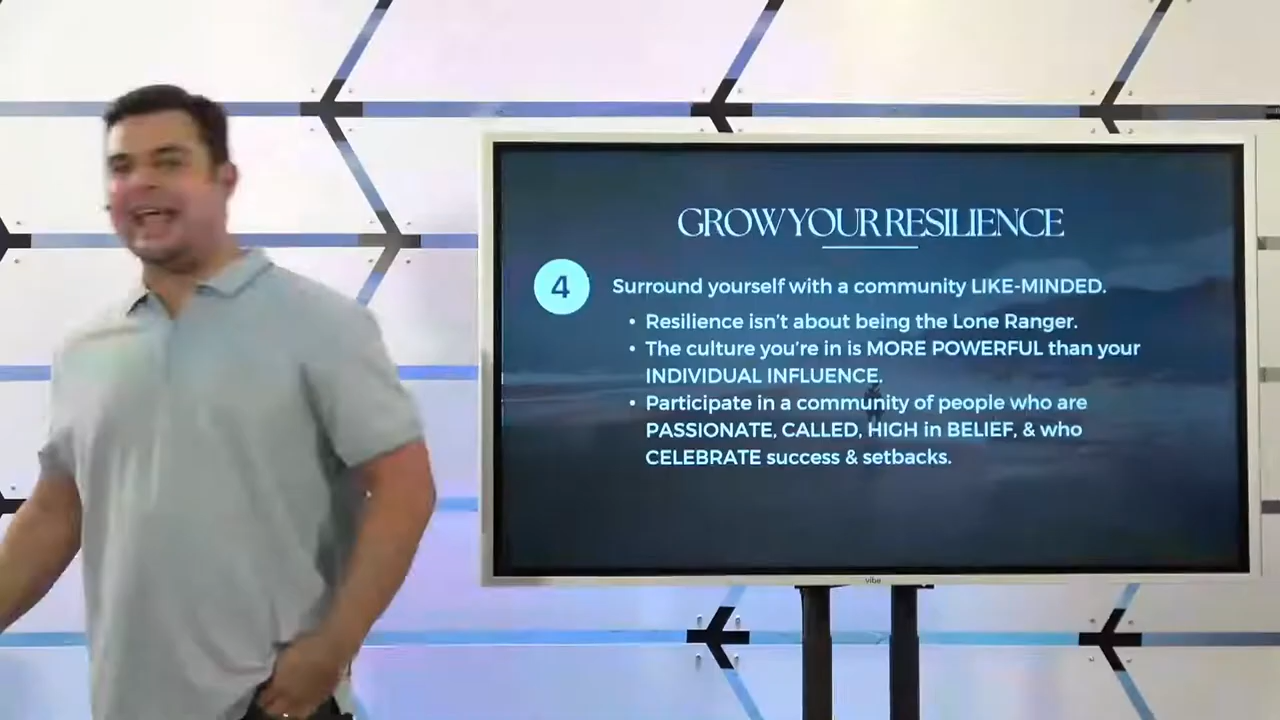 GROW YOUR RESILIENCE
4
Surround yourself with a community LIKE-MINDED.
• Resilience isn't about being the Lone Ranger.
• The culture you're in is MORE POWERFUL than your
INDIVIDUAL INFLUENCE.
• Participate in a community of people who are
PASSIONATE, CALLED, HIGH in BELIEF, & who
CELEBRATE success & setbacks.
vibe